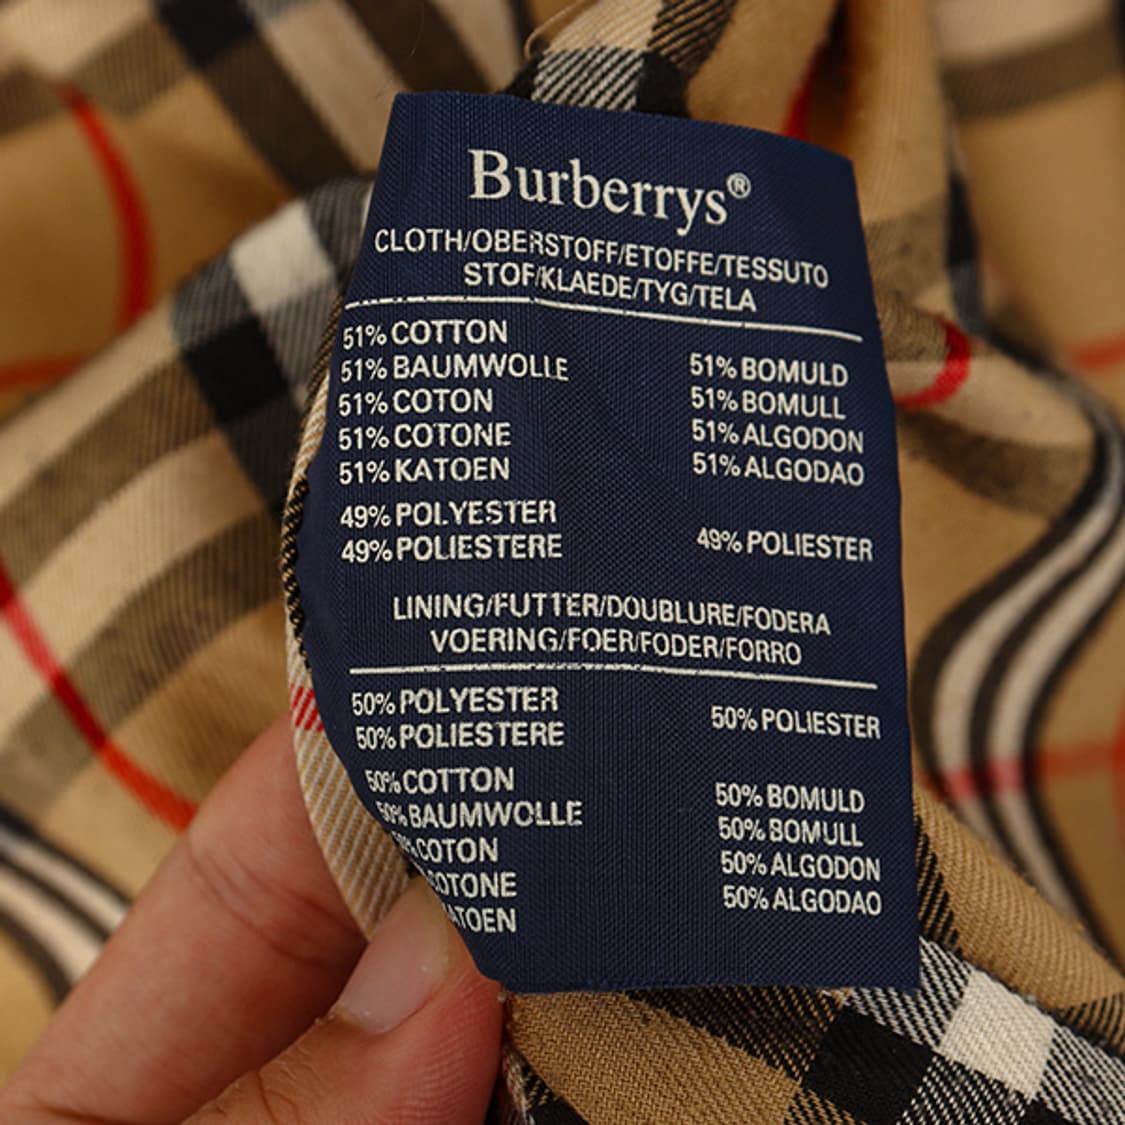 Burberrys®
CLOTH/OBERSTOFF/ETOFFE/TESSUTO
STOF/KLAEDE/TYG/TELA
51% COTTON
51% BAUMWOLLE
51% COTON
51% COTONE
51% KATOEN
51% BOMULD
51% BOMULL
51% ALGODON
51% ALGODAO
49% POLYESTER
49% POLIESTERE
49% POLIESTER
LINING/FUTTER/DOUBLURE/FODERA
VOERING/FOER/FODER/FORRO
50% POLYESTER
50% POLIESTERE
50% POLIESTER
50% COTTON
50% BAUMWOLLE
COTON
OTONE
ATOEN
50% BOMULD
50% BOMULL
50% ALGODON
50% ALGODAO